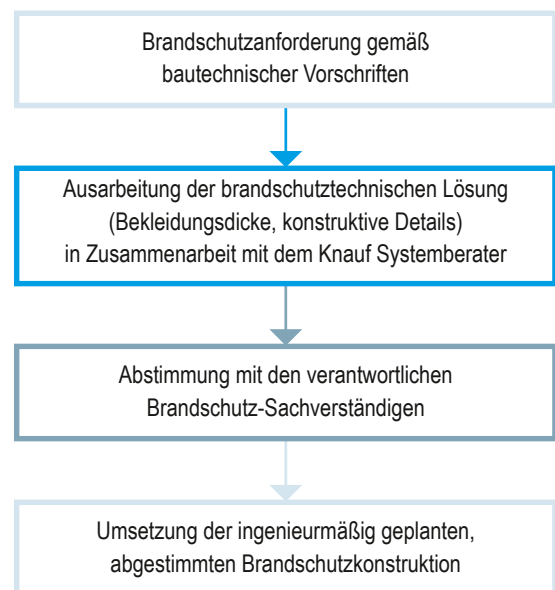 Brandschutzanforderung gemäß
bautechnischer Vorschriften
Ausarbeitung der brandschutztechnischen Lösung
(Bekleidungsdicke, konstruktive Details)
in Zusammenarbeit mit dem Knauf Systemberater
Abstimmung mit den verantwortlichen
Brandschutz-Sachverständigen
Umsetzung der ingenieurmäßig geplanten,
abgestimmten Brandschutzkonstruktion